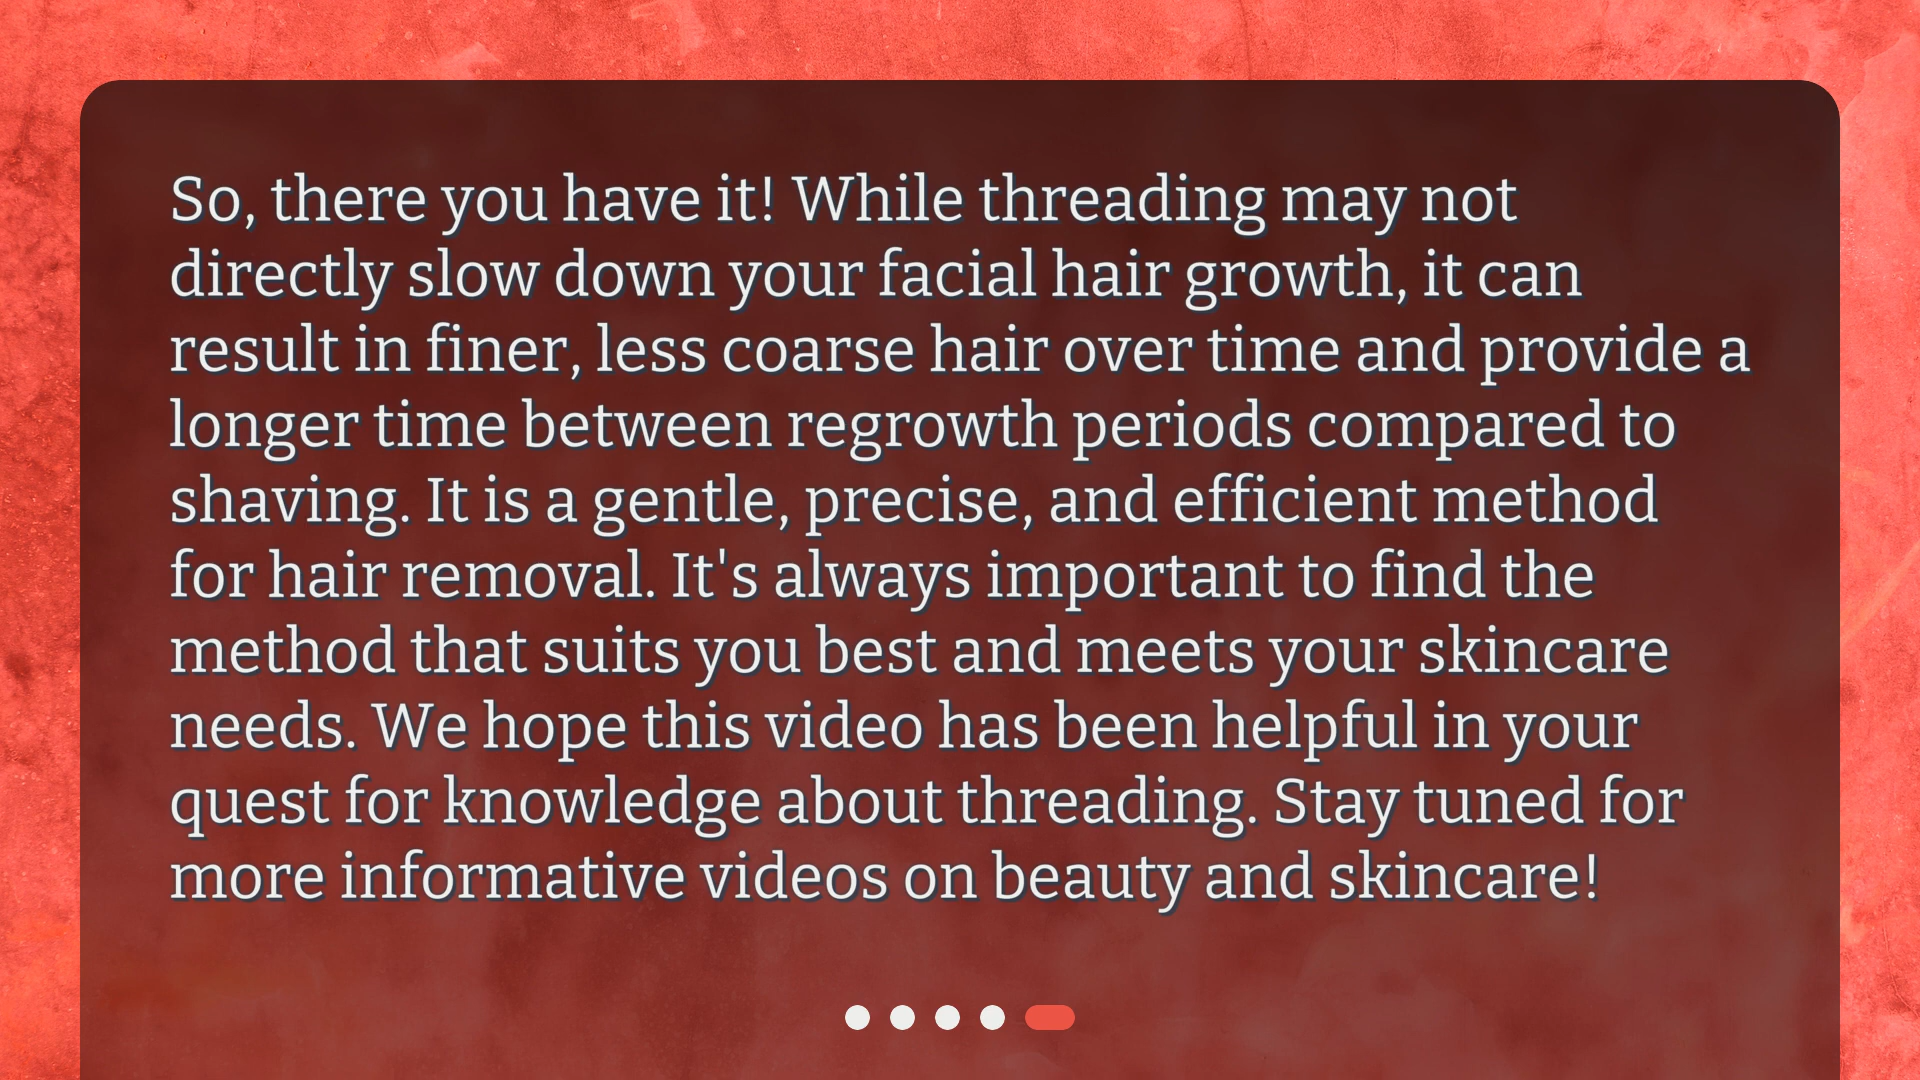 So, there you have it! While threading may not
directly slow down your facial hair growth, it can
result in finer, less coarse hair over time and provide a
longer time between regrowth periods compared to
shaving. It is a gentle, precise, and efficient method
for hair removal. It's always important to find the
method that suits you best and meets your skincare
needs. We hope this video has been helpful in your
quest for knowledge about threading. Stay tuned for
more informative videos on beauty and skincare!